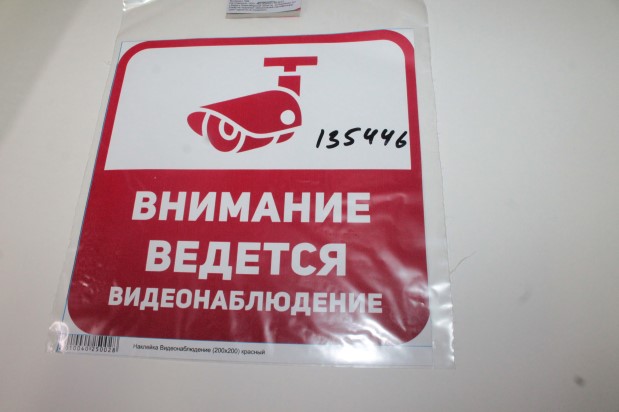 135446
ВНИМАНИЕ
ВЕДЕТСЯ
ВИДЕОНАБЛЮДЕНИЕ
Наклейка Видеонаблюдение (200х200) красный